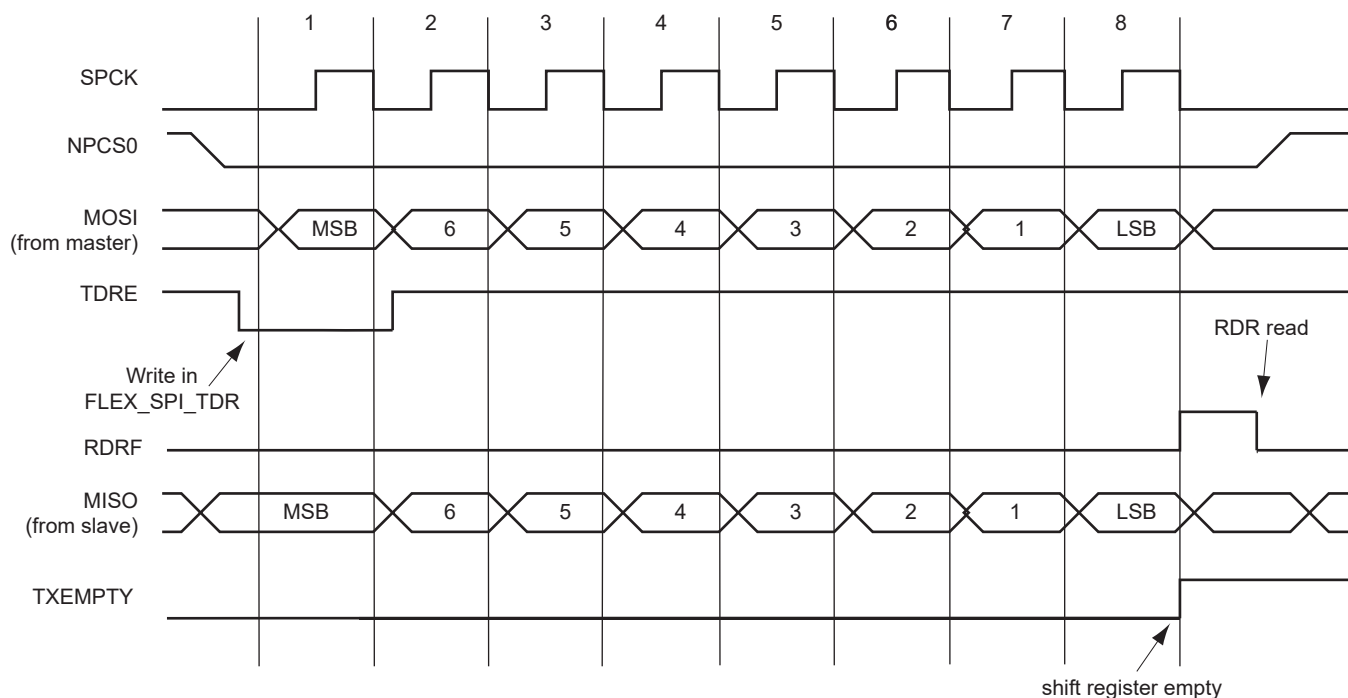 1 2 3 4 5 6 7 8
SPCK
NPCS0
MOSI
(from master)
MSB 6 5 4 3 2 1 LSB
TDRE
RDR read
Write in
FLEX_SPI_TDR
RDRF
MISO
(from slave)
MSB 6 5 4 3 2 1 LSB
TXEMPTY
shift register empty